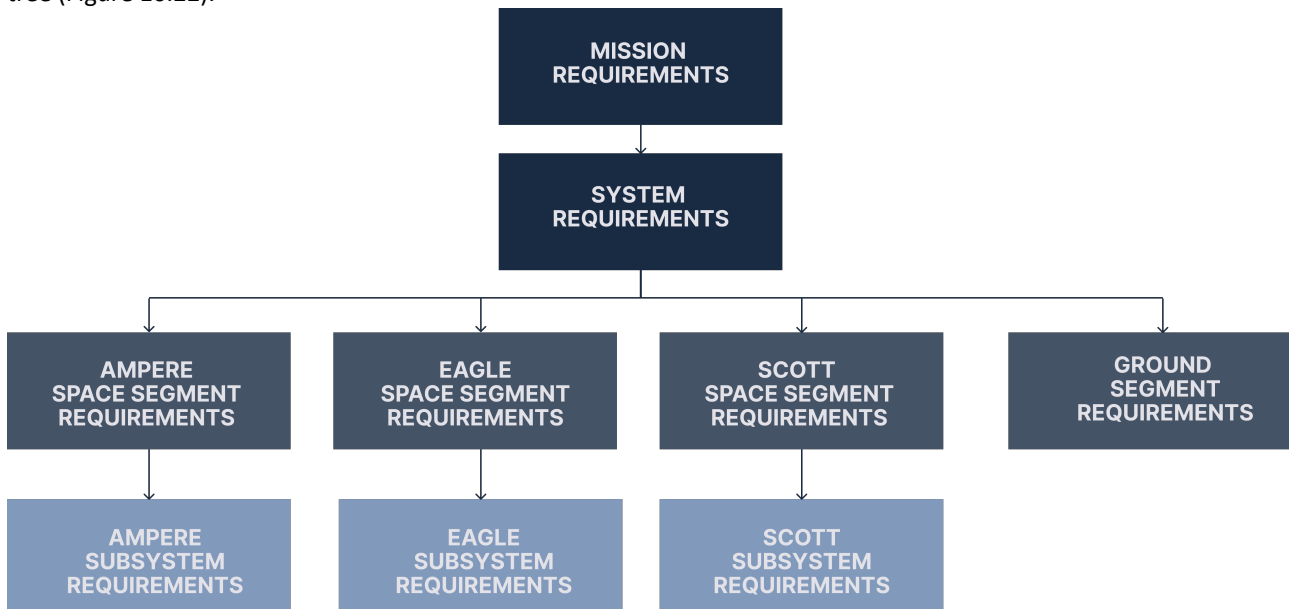 MISSION
REQUIREMENTS
SYSTEM
REQUIREMENTS
AMPERE
SPACE SEGMENT
REQUIREMENTS
EAGLE
SPACE SEGMENT
REQUIREMENTS
SCOTT
SPACE SEGMENT
REQUIREMENTS
GROUND
SEGMENT
REQUIREMENTS
AMPERE
SUBSYSTEM
REQUIREMENTS
EAGLE
SUBSYSTEM
REQUIREMENTS
SCOTT
SUBSYSTEM
REQUIREMENTS